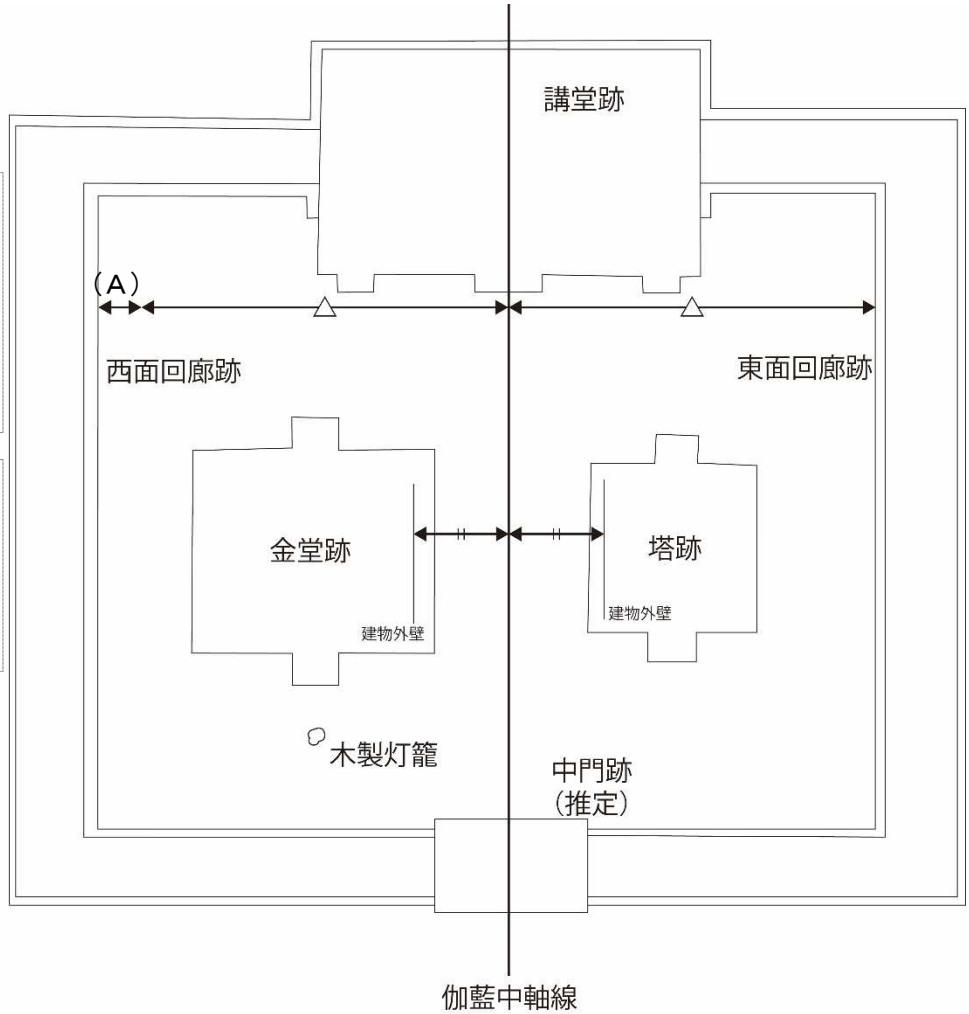 講堂跡
(A)
西面回廊跡
東面回廊跡
金堂跡
塔跡
建物外壁
建物外壁
木製灯籠
中門跡
(推定)
伽藍中軸線